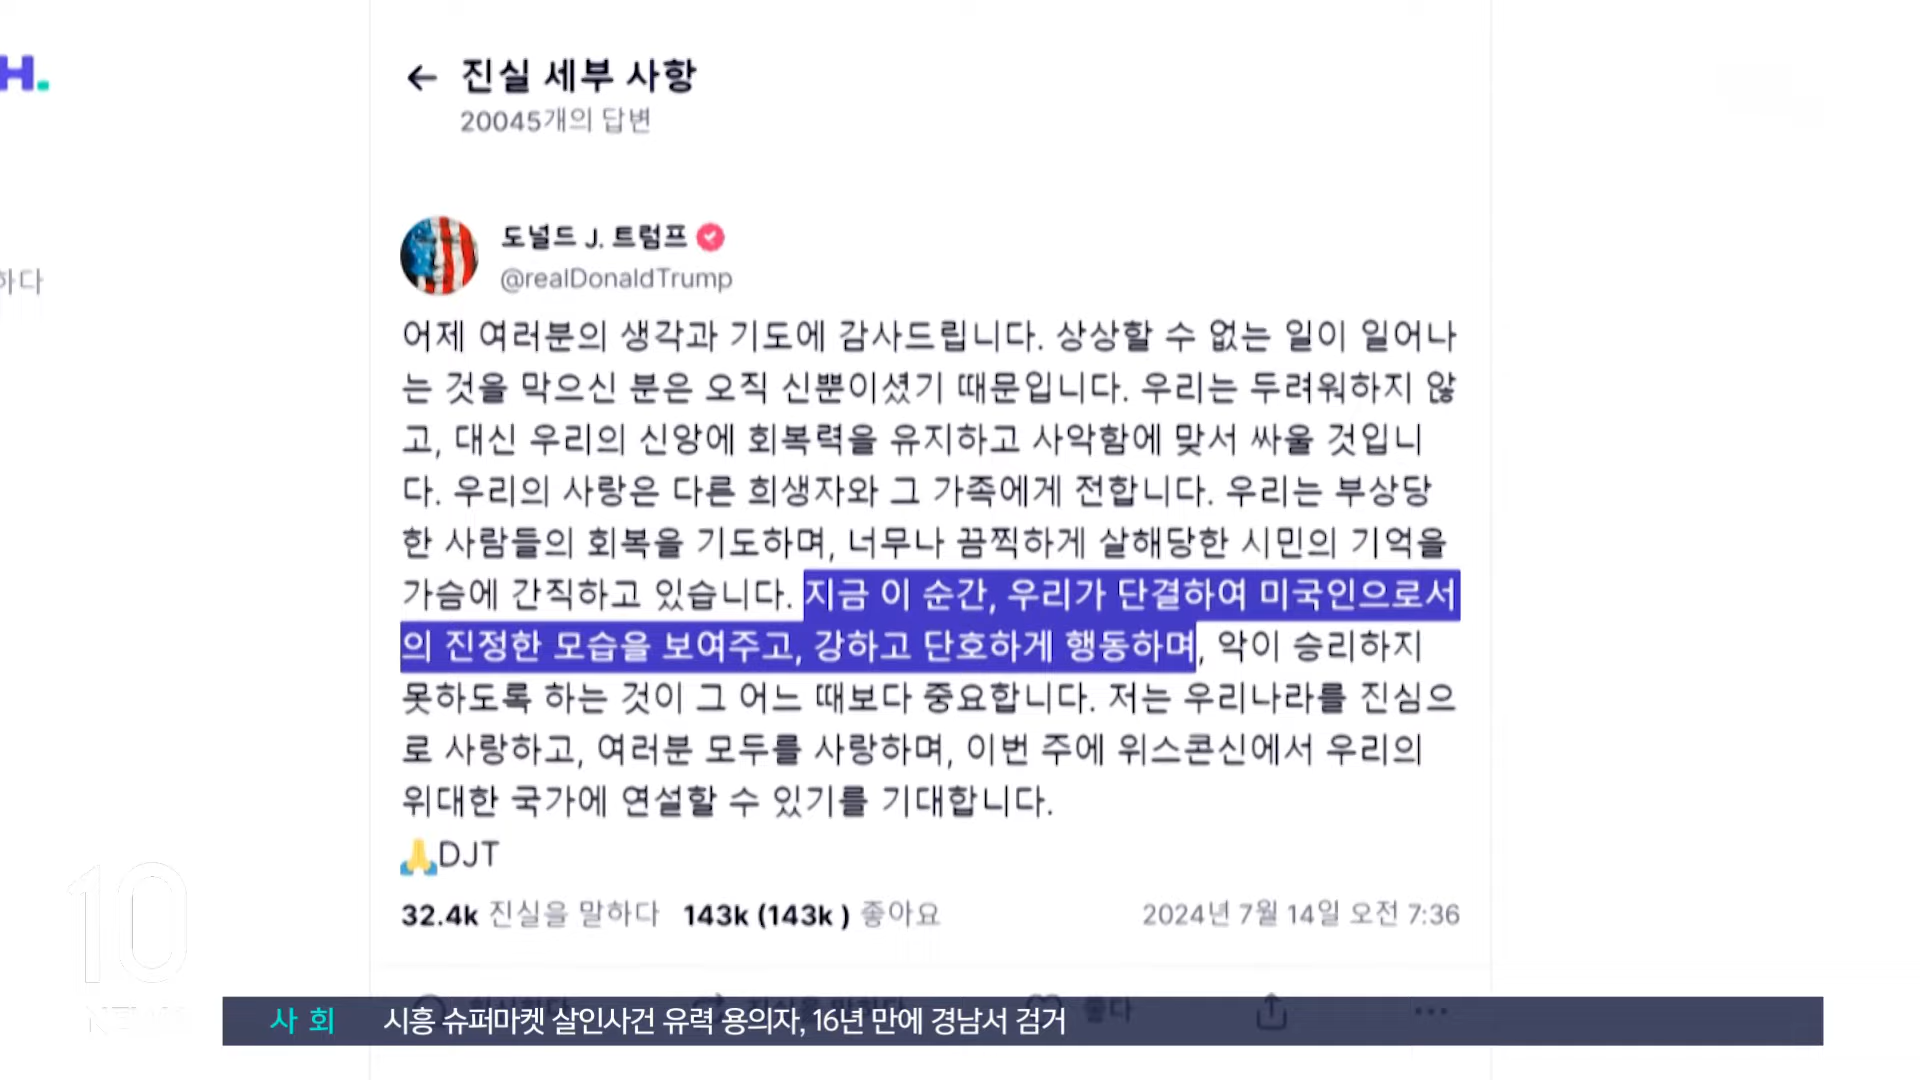 H.
진실 세부 사항
20045개의 답변
하다
도널드 J. 트럼프
@realDonaldTrump
어제 여러분의 생각과 기도에 감사드립니다. 상상할 수 없는 일이 일어나
는 것을 막으신 분은 오직 신뿐이셨기 때문입니다. 우리는 두려워하지 않
고, 대신 우리의 신앙에 회복력을 유지하고 사악함에 맞서 싸울 것입니
다. 우리의 사랑은 다른 희생자와 그 가족에게 전합니다. 우리는 부상당
한 사람들의 회복을 기도하며, 너무나 끔찍하게 살해당한 시민의 기억을
가슴에 간직하고 있습니다. 지금 이 순간, 우리가 단결하여 미국인으로서
의 진정한 모습을 보여주고, 강하고 단호하게 행동하며, 악이 승리하지
못하도록 하는 것이 그 어느 때보다 중요합니다. 저는 우리나라를 진심으
로 사랑하고, 여러분 모두를 사랑하며, 이번 주에 위스콘신에서 우리의
위대한 국가에 연설할 수 있기를 기대합니다.
🙏DJT
32.4k 진실을 말하다 143k (143k ) 좋아요 2024년 7월 14일 오전 7:36
10
NEWS
사회 시흥 슈퍼마켓 살인사건 유력 용의자, 16년 만에 경남서 검거